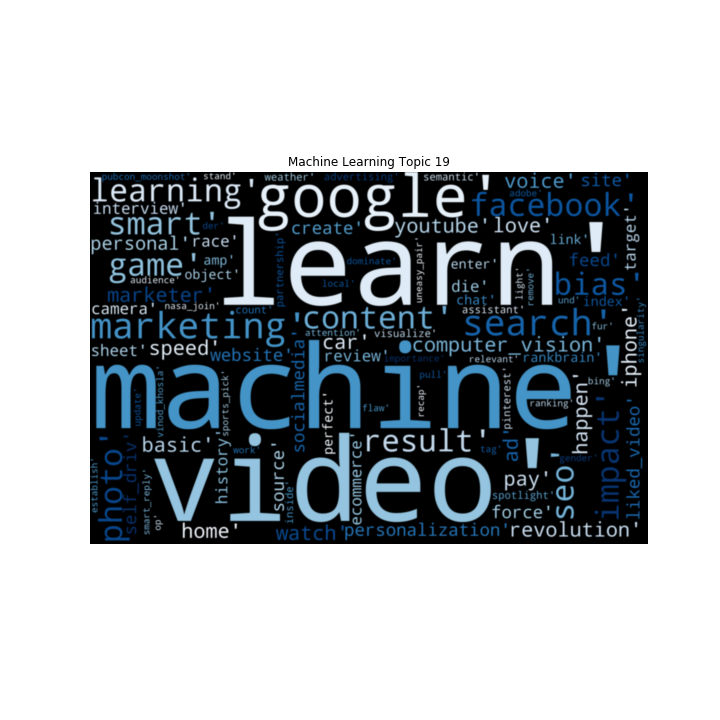 Machine Learning Topic 19
pubcon_moonshot' stand' weather' advertising' semantic' voice' site'
learning' google' adobe' facebook'
interview' smart' der' create' youtube' love' target'
personal' race' partnership' learn' link' feed'
game' amp' object' dominate' uneasy_pair' enter' light' remove' bias'
audience' local' die'
marketer' nasa_join' count' chat' assistant' und' index'
camera' marketing' content' search' fur' singularity'
sheet' speed' website' attention' visualize' car' computer_vision' iphone'
socialmedia' review' importance' relevant' rankbrain'
machine' pull' bing'
update' vinod_khosla' sports_pick' perfect' flaw' recap' pinterest' ranking' happen' impact' liked_video'
photo' self_driv' basic' history' work' result' tag' ad' gender'
establish' smart_reply' video' source' inside' ecommerce' pay' seo'
spotlight'
op' force'
home' watch' personalization' revolution'